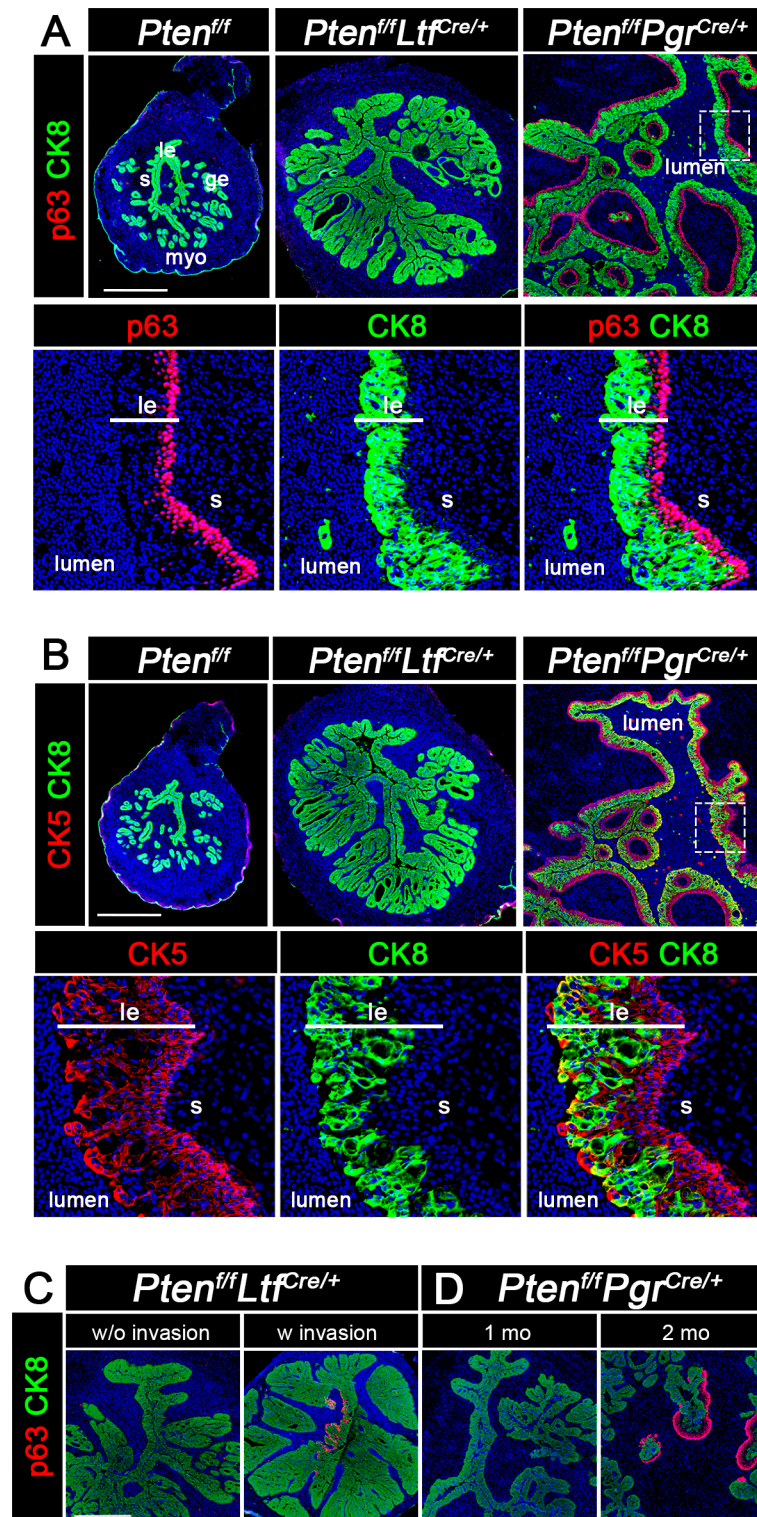 A
Pten^f/f
Pten^f/f Ltf^Cre/+
Pten^f/f Pgr^Cre/+
p63 CK8
le
s
ge
myo
lumen
p63
CK8
p63 CK8
le
s
lumen
le
s
lumen
le
s
lumen
B
Pten^f/f
Pten^f/f Ltf^Cre/+
Pten^f/f Pgr^Cre/+
CK5 CK8
lumen
CK5
CK8
CK5 CK8
le
s
lumen
le
s
lumen
le
s
lumen
C
Pten^f/f Ltf^Cre/+
D
Pten^f/f Pgr^Cre/+
w/o invasion
w invasion
1 mo
2 mo
p63 CK8